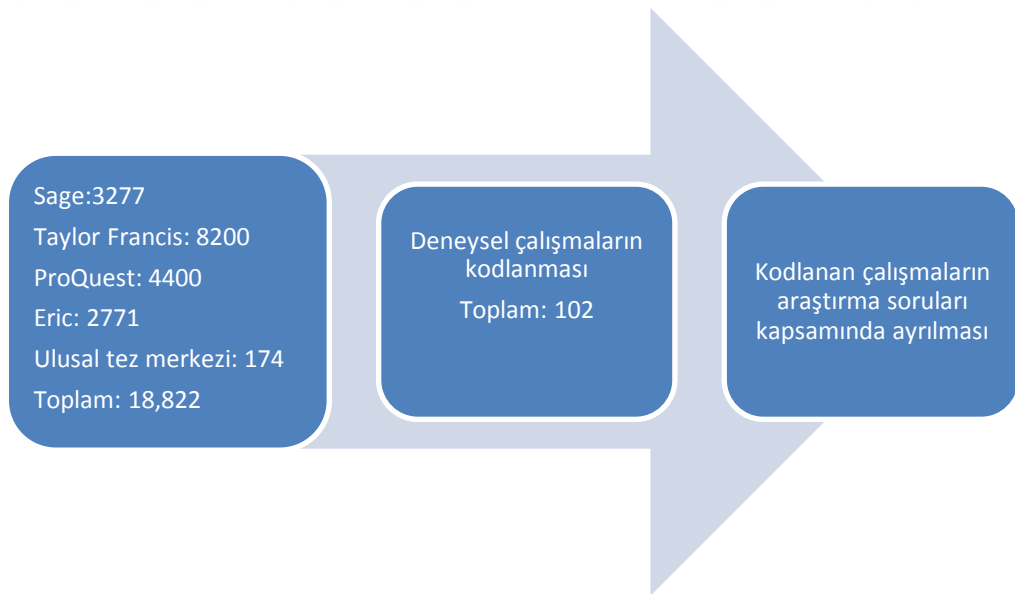 Sage:3277
Taylor Francis: 8200
ProQuest: 4400
Eric: 2771
Ulusal tez merkezi: 174
Toplam: 18,822
Deneysel çalışmaların
kodlanması
Toplam: 102
Kodlanan çalışmaların
araştırma soruları
kapsamında ayrılması